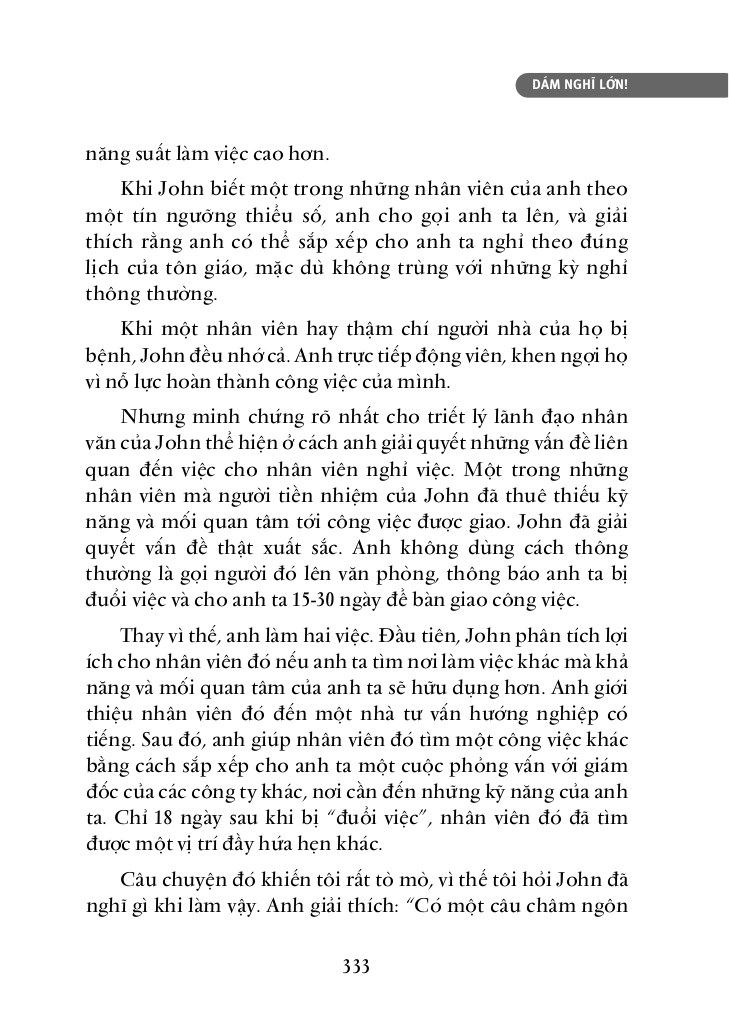 DÁM NGHĨ LỚN!
năng suất làm việc cao hơn.
Khi John biết một trong những nhân viên của anh theo
một tín ngưỡng thiểu số, anh cho gọi anh ta lên, và giải
thích rằng anh có thể sắp xếp cho anh ta nghỉ theo đúng
lịch của tôn giáo, mặc dù không trùng với những kỳ nghỉ
thông thường.
Khi một nhân viên hay thậm chí người nhà của họ bị
bệnh, John đều nhớ cả. Anh trực tiếp động viên, khen ngợi họ
vì nỗ lực hoàn thành công việc của mình.
Nhưng minh chứng rõ nhất cho triết lý lãnh đạo nhân
văn của John thể hiện ở cách anh giải quyết những vấn đề liên
quan đến việc cho nhân viên nghỉ việc. Một trong những
nhân viên mà người tiền nhiệm của John đã thuê thiếu kỹ
năng và mối quan tâm tới công việc được giao. John đã giải
quyết vấn đề thật xuất sắc. Anh không dùng cách thông
thường là gọi người đó lên văn phòng, thông báo anh ta bị
đuổi việc và cho anh ta 15-30 ngày để bàn giao công việc.
Thay vì thế, anh làm hai việc. Đầu tiên, John phân tích lợi
ích cho nhân viên đó nếu anh ta tìm nơi làm việc khác mà khả
năng và mối quan tâm của anh ta sẽ hữu dụng hơn. Anh giới
thiệu nhân viên đó đến một nhà tư vấn hướng nghiệp có
tiếng. Sau đó, anh giúp nhân viên đó tìm một công việc khác
bằng cách sắp xếp cho anh ta một cuộc phỏng vấn với giám
đốc của các công ty khác, nơi cần đến những kỹ năng của anh
ta. Chỉ 18 ngày sau khi bị “đuổi việc”, nhân viên đó đã tìm
được một vị trí đầy hứa hẹn khác.
Câu chuyện đó khiến tôi rất tò mò, vì thế tôi hỏi John đã
nghĩ gì khi làm vậy. Anh giải thích: “Có một câu châm ngôn
333